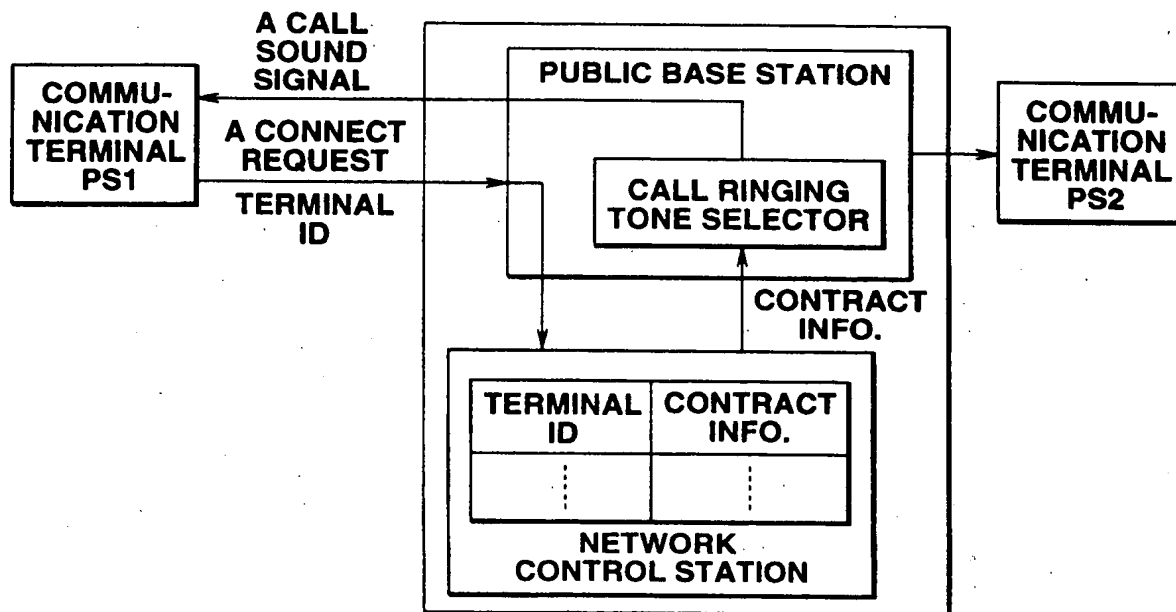 A CALL
SOUND
SIGNAL
COMMU-
NICATION
TERMINAL
PS1
A CONNECT
REQUEST
TERMINAL
ID
PUBLIC BASE STATION
CALL RINGING
TONE SELECTOR
COMMU-
NICATION
TERMINAL
PS2
CONTRACT
INFO.
TERMINAL
ID
CONTRACT
INFO.
NETWORK
CONTROL STATION